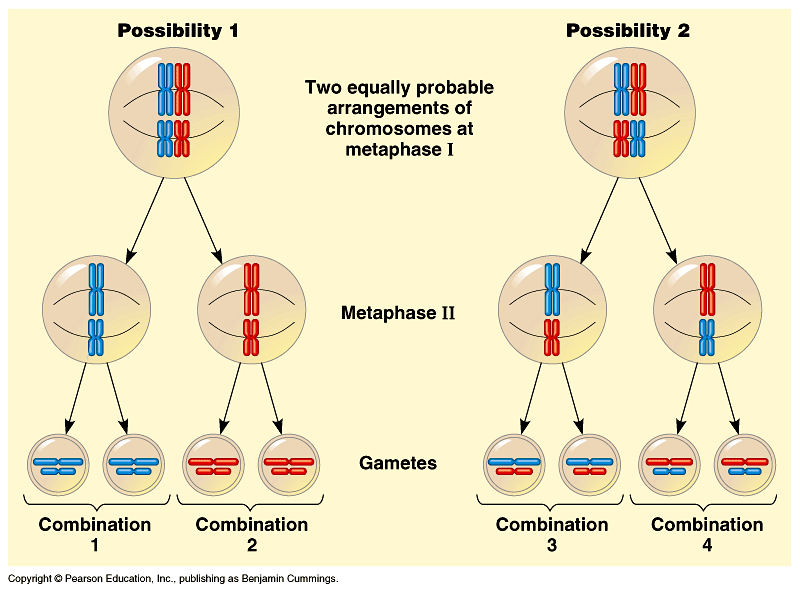 Possibility 1
Possibility 2
Two equally probable
arrangements of
chromosomes at
metaphase I
Metaphase II
Gametes
Combination
1
Combination
2
Combination
3
Combination
4
Copyright © Pearson Education, Inc., publishing as Benjamin Cummings.